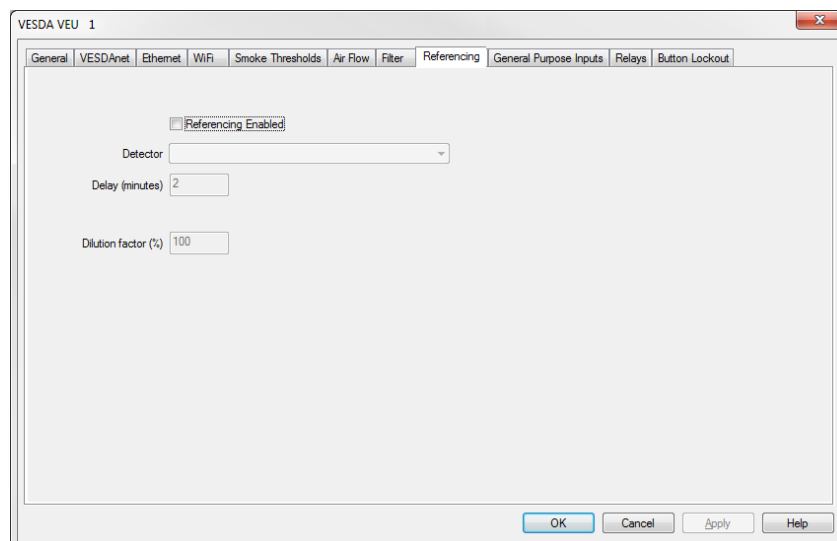 VESDA VEU 1
General VESDAnet Ethernet WiFi Smoke Thresholds Air Flow Filter Referencing General Purpose Inputs Relays Button Lockout
Referencing Enabled
Detector
Delay (minutes) 2
Dilution factor (%) 100
OK Cancel Apply Help